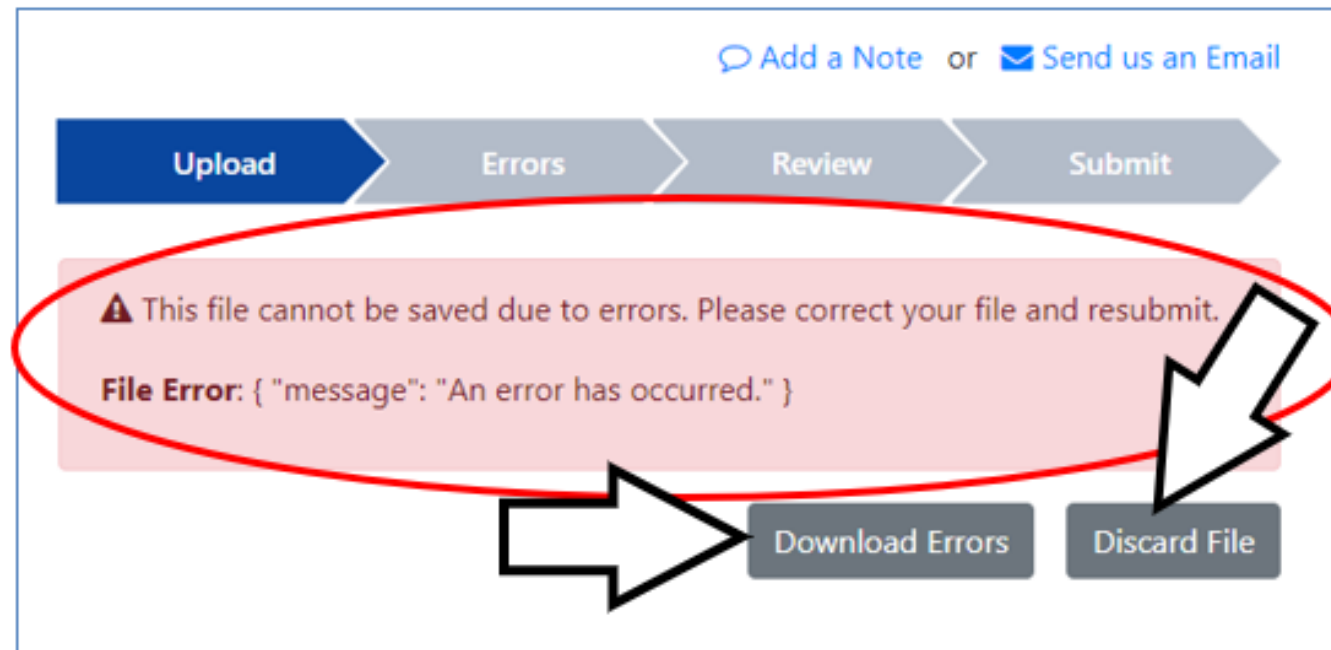 Add a Note or Send us an Email
Upload Errors Review Submit
This file cannot be saved due to errors. Please correct your file and resubmit.
File Error: { "message": "An error has occurred." }
Download Errors Discard File